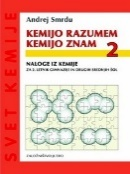 Andrej Smrdu
KEMIJO RAZUMEM
KEMIJO ZNAM 2
NALOGE IZ KEMIJE
ZA 2. LETNIK GIMNAZIJE IN DRUGIH SREDNJIH ŠOL
SVET KEMIJE